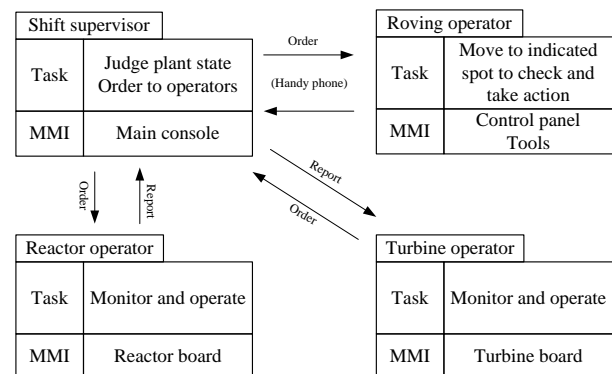 Shift supervisor
Task
Judge plant state
Order to operators
MMI
Main console
Order
(Handy phone)
Roving operator
Task
Move to indicated
spot to check and
take action
MMI
Control panel
Tools
Order
Report
Report
Order
Reactor operator
Task
Monitor and operate
MMI
Reactor board
Turbine operator
Task
Monitor and operate
MMI
Turbine board